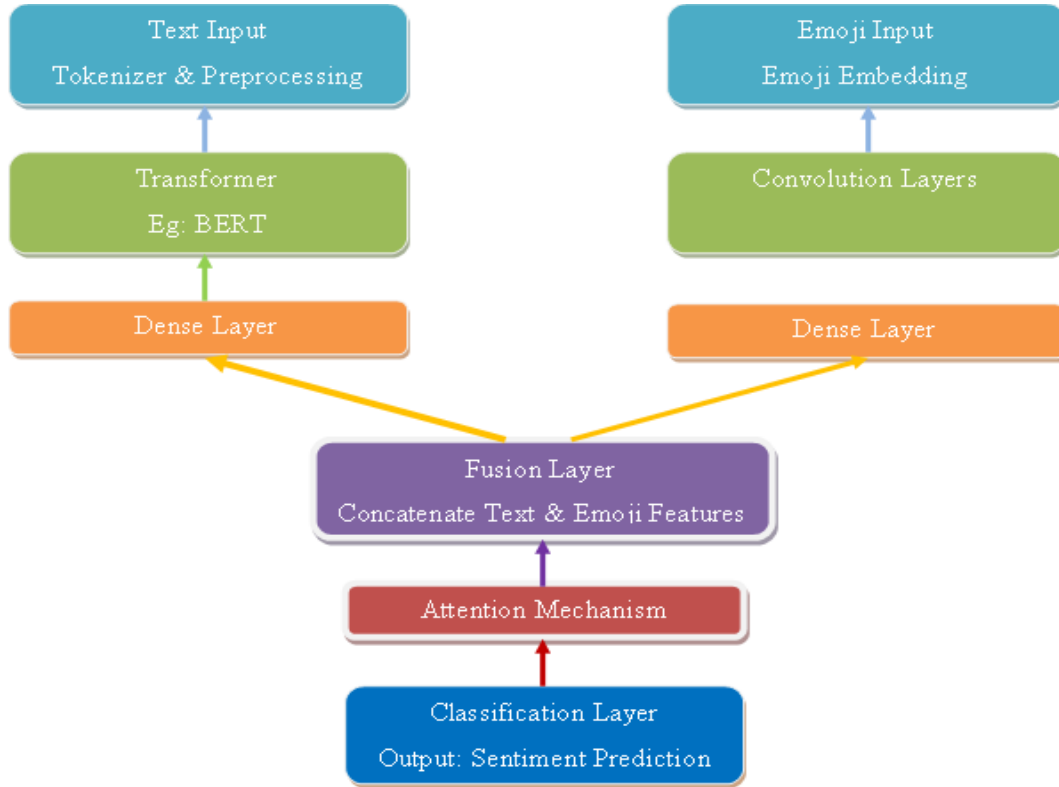 Text Input
Tokenizer & Preprocessing
Emoji Input
Emoji Embedding
Transformer
Eg: BERT
Convolution Layers
Dense Layer
Dense Layer
Fusion Layer
Concatenate Text & Emoji Features
Attention Mechanism
Classification Layer
Output: Sentiment Prediction